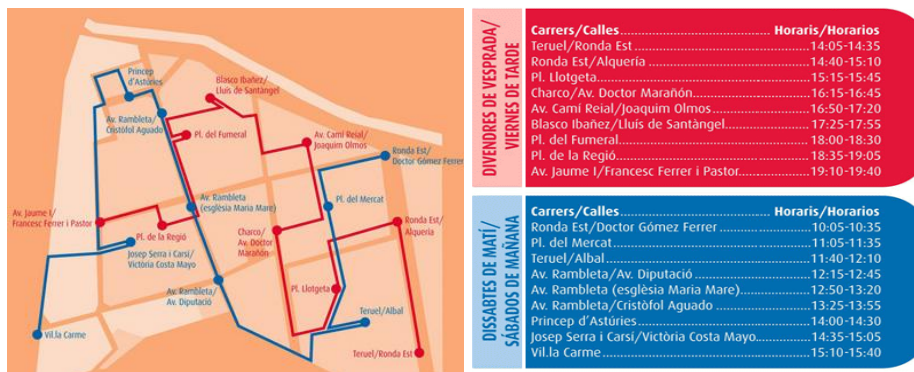 Príncep
d'Astúries
Blasco Ibañez/
Lluís de Santàngel
Av. Rambleta/
Cristòfol Aguado
Pl. del Fumeral
Av. Camí Reial/
Joaquim Olmos
Ronda Est/
Doctor Gómez Ferrer
Av. Rambleta
(església Maria Mare)
Pl. del Mercat
Av. Jaume I/
Francesc Ferrer i Pastor
Pl. de la Regió
Ronda Est/
Alqueria
Charco/
Av. Doctor
Marañón
Josep Serra i Carsí/
Victòria Costa Mayo
Av. Rambleta/
Av. Diputació
Pl. Llotgeta
Teruel/Albal
Vil.la Carme
Teruel/Ronda Est
DIVENDRES DE VESPRADA/
VIERNES DE TARDE
Carrers/Calles Horaris/Horarios
Teruel/Ronda Est 14:05-14:35
Ronda Est/Alquería 14:40-15:10
Pl. Llotgeta 15:15-15:45
Charco/Av. Doctor Marañón 16:15-16:45
Av. Camí Reial/Joaquim Olmos 16:50-17:20
Blasco Ibañez/Lluís de Santàngel 17:25-17:55
Pl. del Fumeral 18:00-18:30
Pl. de la Regió 18:35-19:05
Av. Jaume I/Francesc Ferrer i Pastor 19:10-19:40
DISSABTES DE MATÍ/
SÁBADOS DE MAÑANA
Carrers/Calles Horaris/Horarios
Ronda Est/Doctor Gómez Ferrer 10:05-10:35
Pl. del Mercat 11:05-11:35
Teruel/Albal 11:40-12:10
Av. Rambleta/Av. Diputació 12:15-12:45
Av. Rambleta (esglèsia Maria Mare) 12:50-13:20
Av. Rambleta/Cristòfol Aguado 13:25-13:55
Príncep d'Astúries 14:00-14:30
Josep Serra i Carsí/Victòria Costa Mayo 14:35-15:05
Vil.la Carme 15:10-15:40